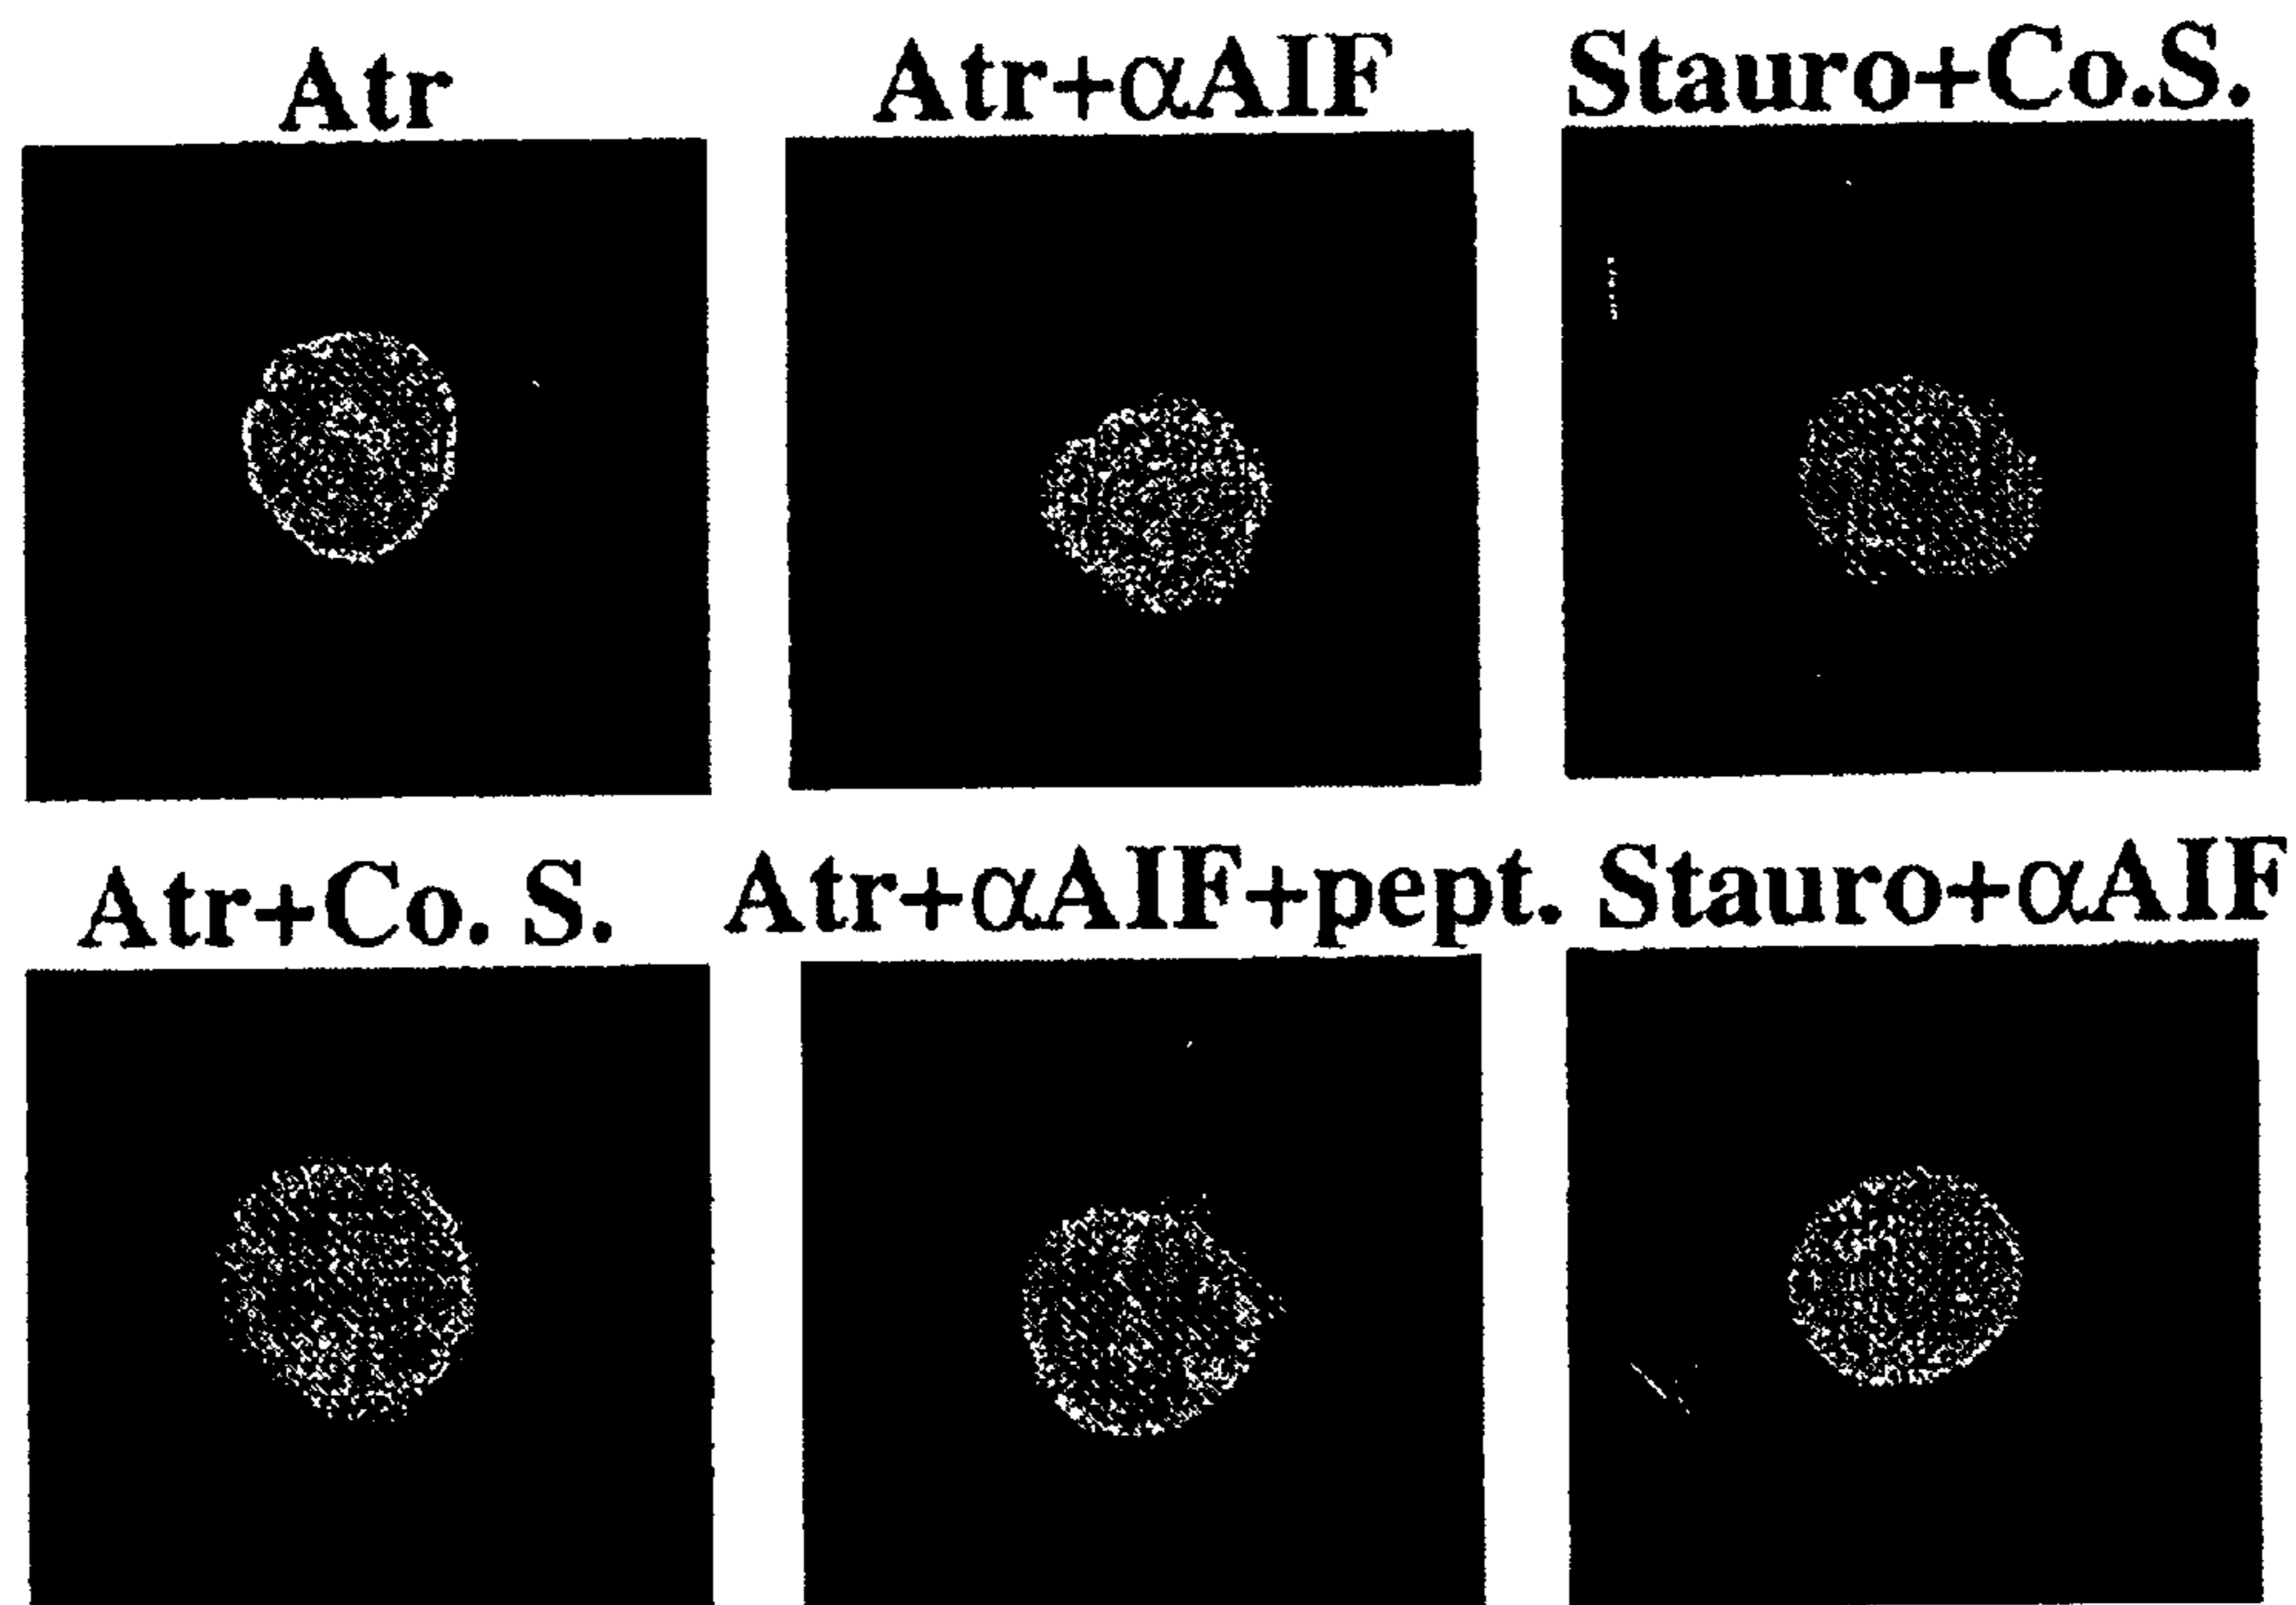 Atr
Atr+αAIF
Stauro+Co.S.
Atr+Co. S.
Atr+αAIF+pept.
Stauro+αAIF